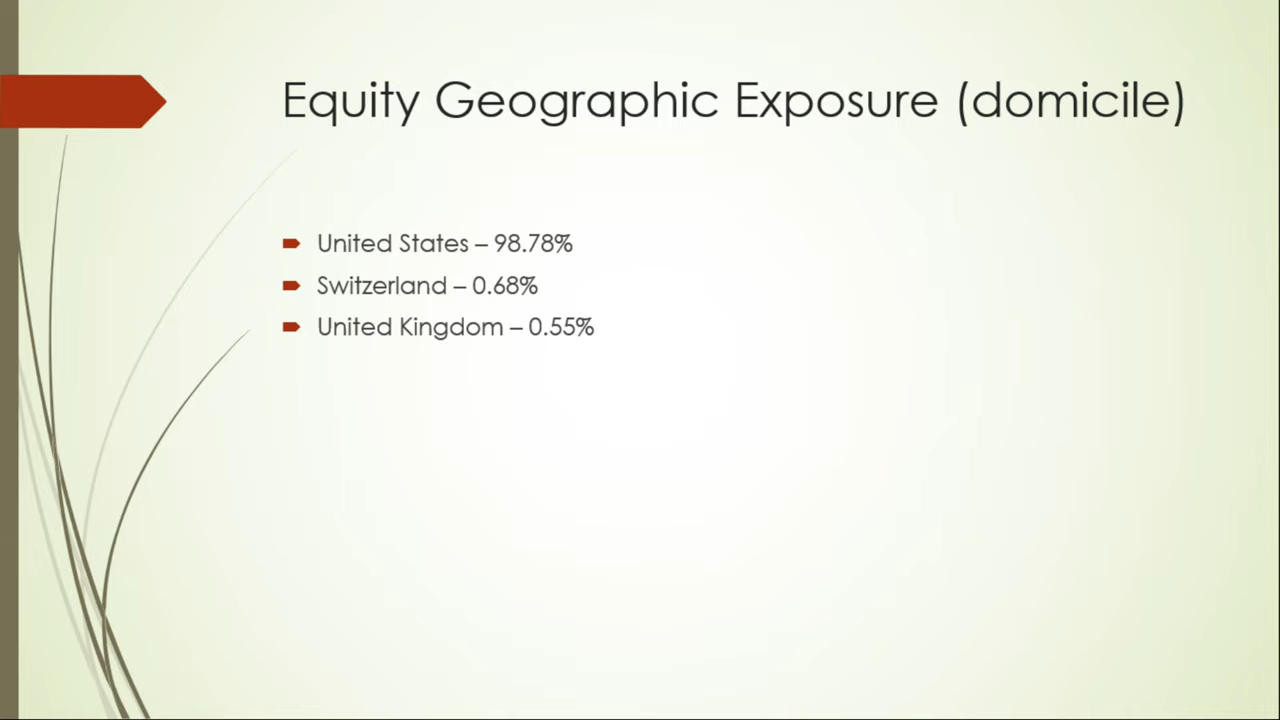 Equity Geographic Exposure (domicile)
United States – 98.78%
Switzerland – 0.68%
United Kingdom – 0.55%